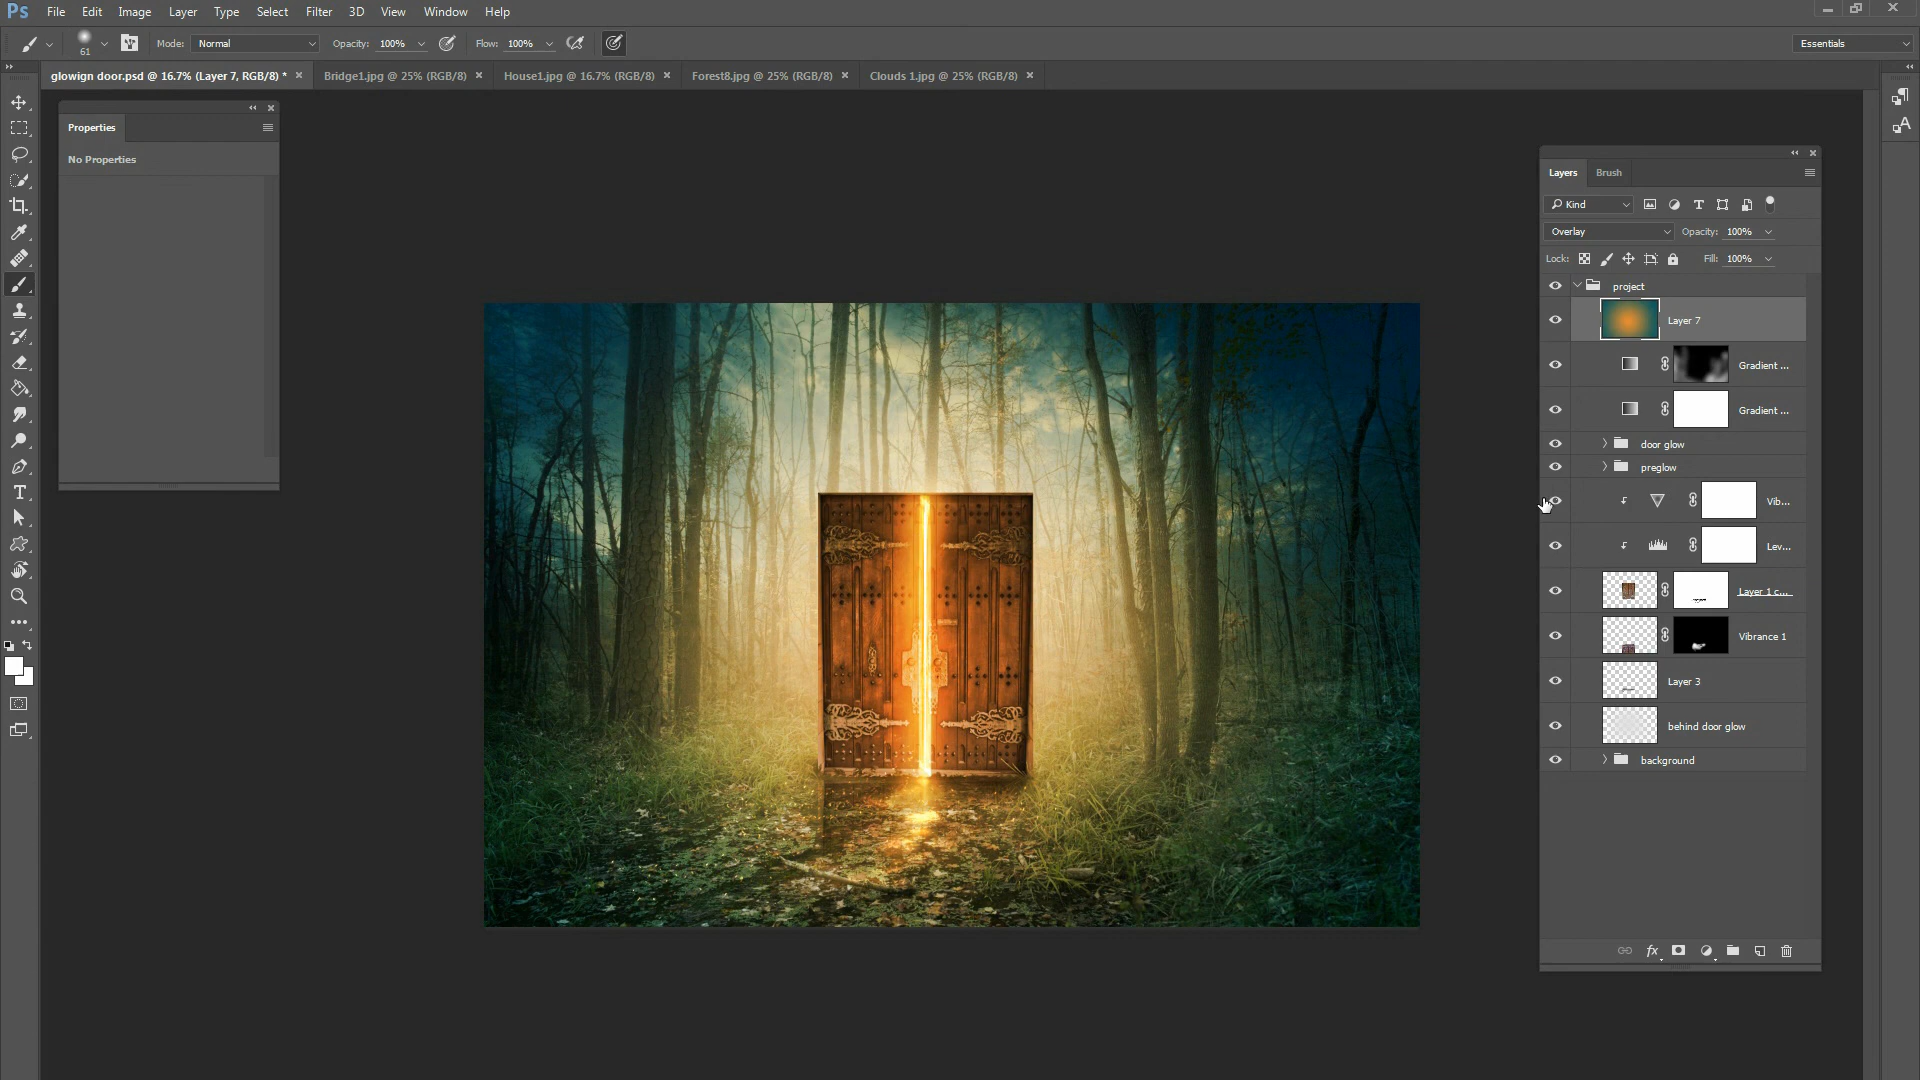 Ps File Edit Image Layer Type Select Filter 3D View Window Help
61 Mode: Normal Opacity: 100% Flow: 100% Essentials
glowign door.psd @ 16.7% (Layer 7, RGB/8) * Bridge1.jpg @ 25% (RGB/8) House1.jpg @ 16.7% (RGB/8) Forest8.jpg @ 25% (RGB/8) Clouds 1.jpg @ 25% (RGB/8)
Properties
No Properties
Layers Brush
Kind
Overlay Opacity: 100%
Lock: Fill: 100%
project
Layer 7
Gradient ...
Gradient ...
door glow
preglow
Vib...
Lev...
Layer 1 c...
Vibrance 1
Layer 3
behind door glow
background